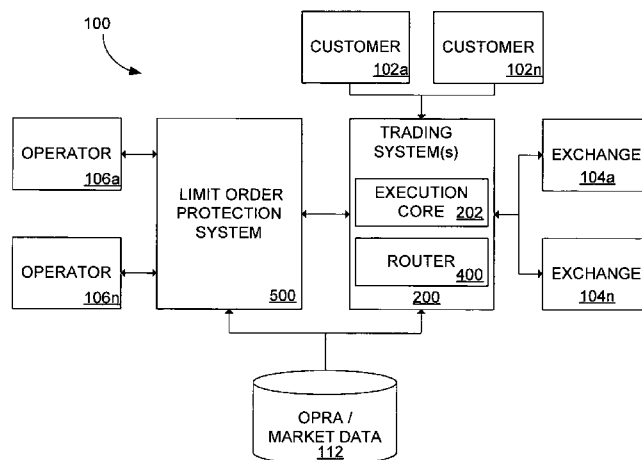 100
CUSTOMER
102a
CUSTOMER
102n
OPERATOR
106a
OPERATOR
106n
LIMIT ORDER
PROTECTION
SYSTEM
500
TRADING
SYSTEM(s)
EXECUTION
CORE 202
ROUTER
400
200
EXCHANGE
104a
EXCHANGE
104n
OPRA /
MARKET DATA
112